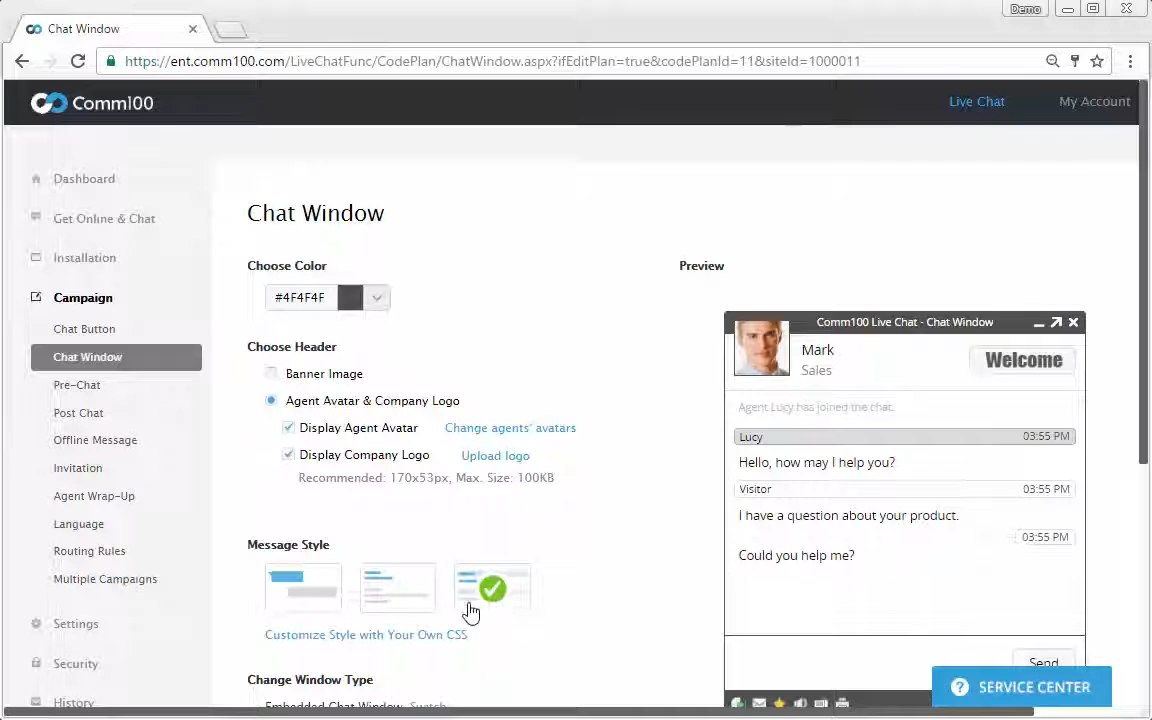 Demo
Chat Window
https://ent.comm100.com/LiveChatFunc/CodePlan/ChatWindow.aspx?ifEditPlan=true&codePlanId=11&siteId=1000011
Comm100
Live Chat
My Account
Dashboard
Get Online & Chat
Installation
Campaign
Chat Button
Chat Window
Pre-Chat
Post Chat
Offline Message
Invitation
Agent Wrap-Up
Language
Routing Rules
Multiple Campaigns
Settings
Security
History
Chat Window
Choose Color
#4F4F4F
Choose Header
Banner Image
Agent Avatar & Company Logo
Display Agent Avatar
Change agents' avatars
Display Company Logo
Upload logo
Recommended: 170x53px, Max. Size: 100KB
Message Style
Customize Style with Your Own CSS
Change Window Type
Embedded Chat Window
Switch
Preview
Comm100 Live Chat - Chat Window
Mark
Sales
Welcome
Agent Lucy has joined the chat.
Lucy 03:55 PM
Hello, how may I help you?
Visitor 03:55 PM
I have a question about your product.
03:55 PM
Could you help me?
Send
? SERVICE CENTER